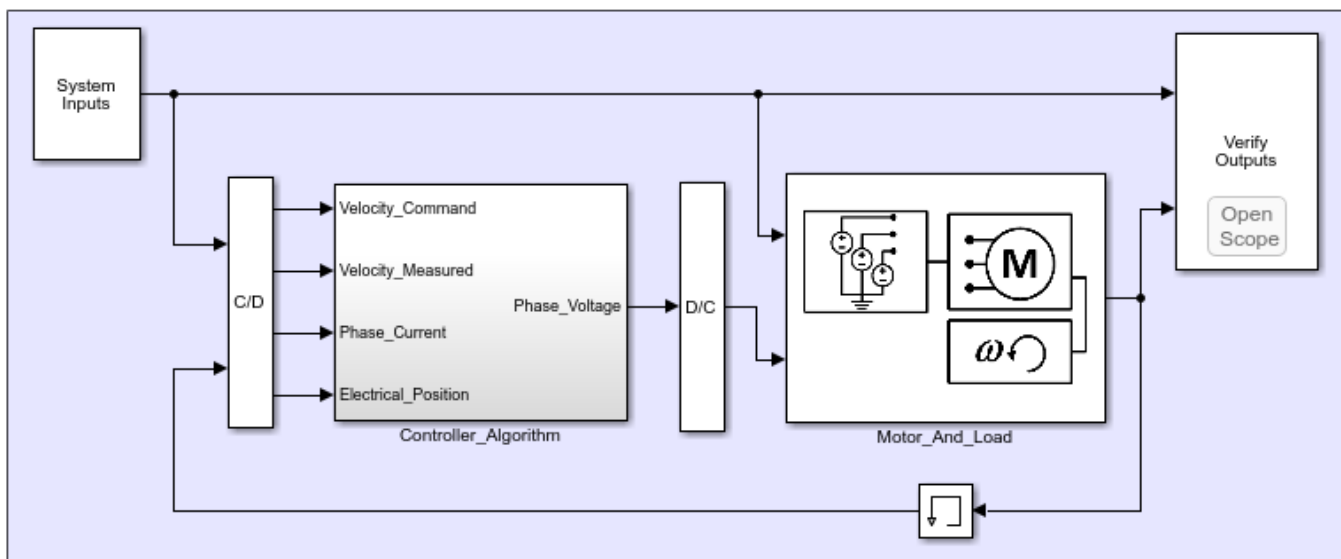 System
Inputs
Verify
Outputs
Open
Scope
C/D
Velocity_Command
Velocity_Measured
Phase_Current
Electrical_Position
Phase_Voltage
Controller_Algorithm
D/C
M
ω
Motor_And_Load